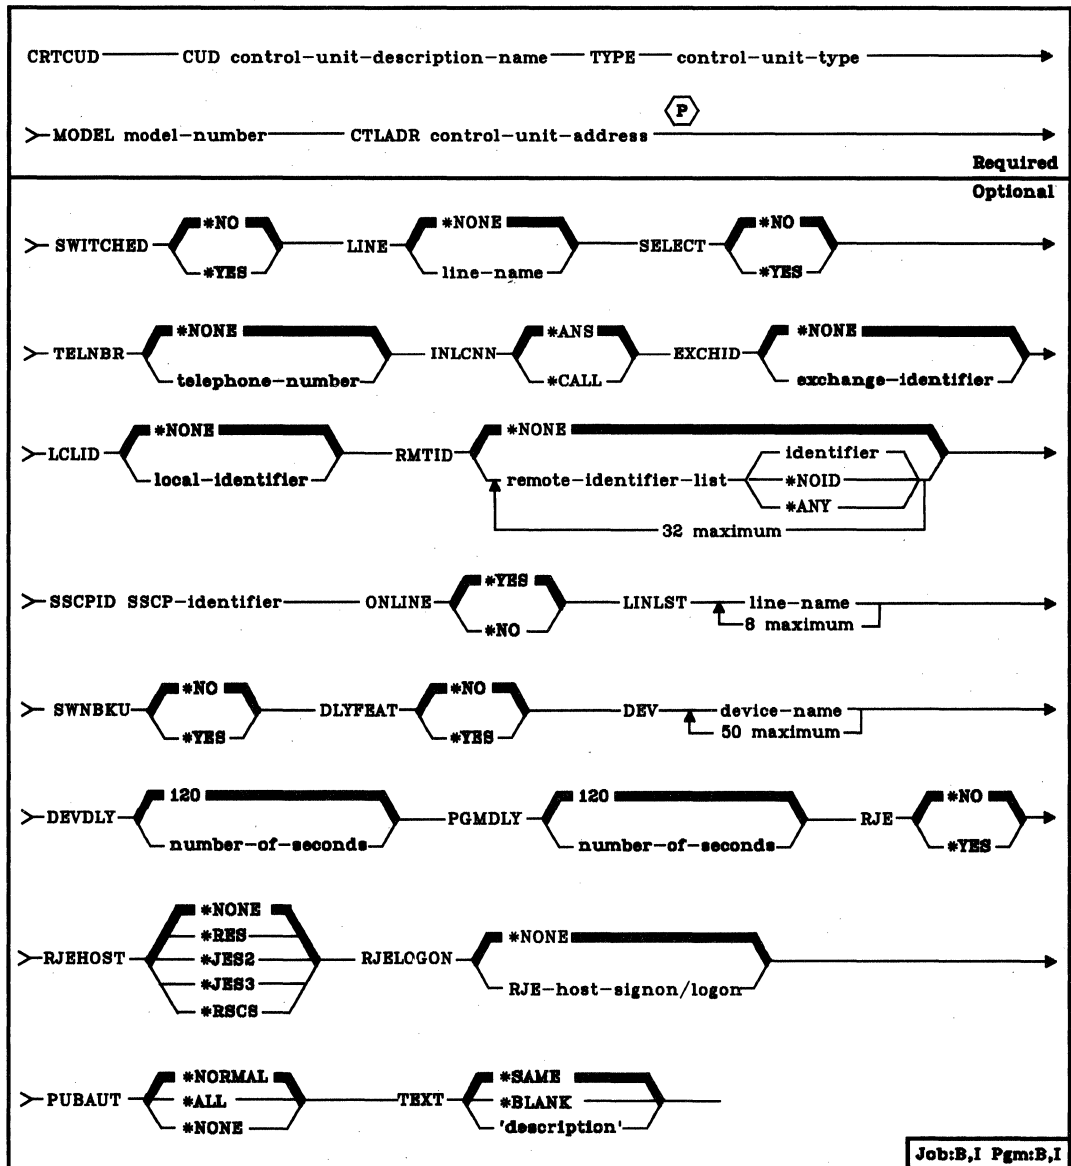 CRTCUD CUD control-unit-description-name TYPE control-unit-type
P
MODEL model-number CTLADR control-unit-address
Required
Optional
*NO *NONE *NO
SWITCHED LINE SELECT
*YES line-name *YES
*NONE *ANS *NONE
TELNBR INLCNN EXCHID
telephone-number *CALL exchange-identifier
*NONE *NONE identifier
LCLID RMTID
local-identifier remote-identifier-list *NOID
*ANY
32 maximum
*YES
SSCPID SSCP-identifier ONLINE LINLST line-name
*NO 8 maximum
*NO *NO
SWNBKU DLYFEAT DEV device-name
*YES *YES 50 maximum
120 120 *NO
DEVDLY PGMDLY RJE
number-of-seconds number-of-seconds *YES
*NONE
*RES *NONE
RJEHOST *JES2 RJELOGON
*JES3 RJE-host-signon/logon
*RSCS
*NORMAL *SAME
PUBAUT *ALL TEXT *BLANK
*NONE 'description'
Job:B,I Pgm:B,I